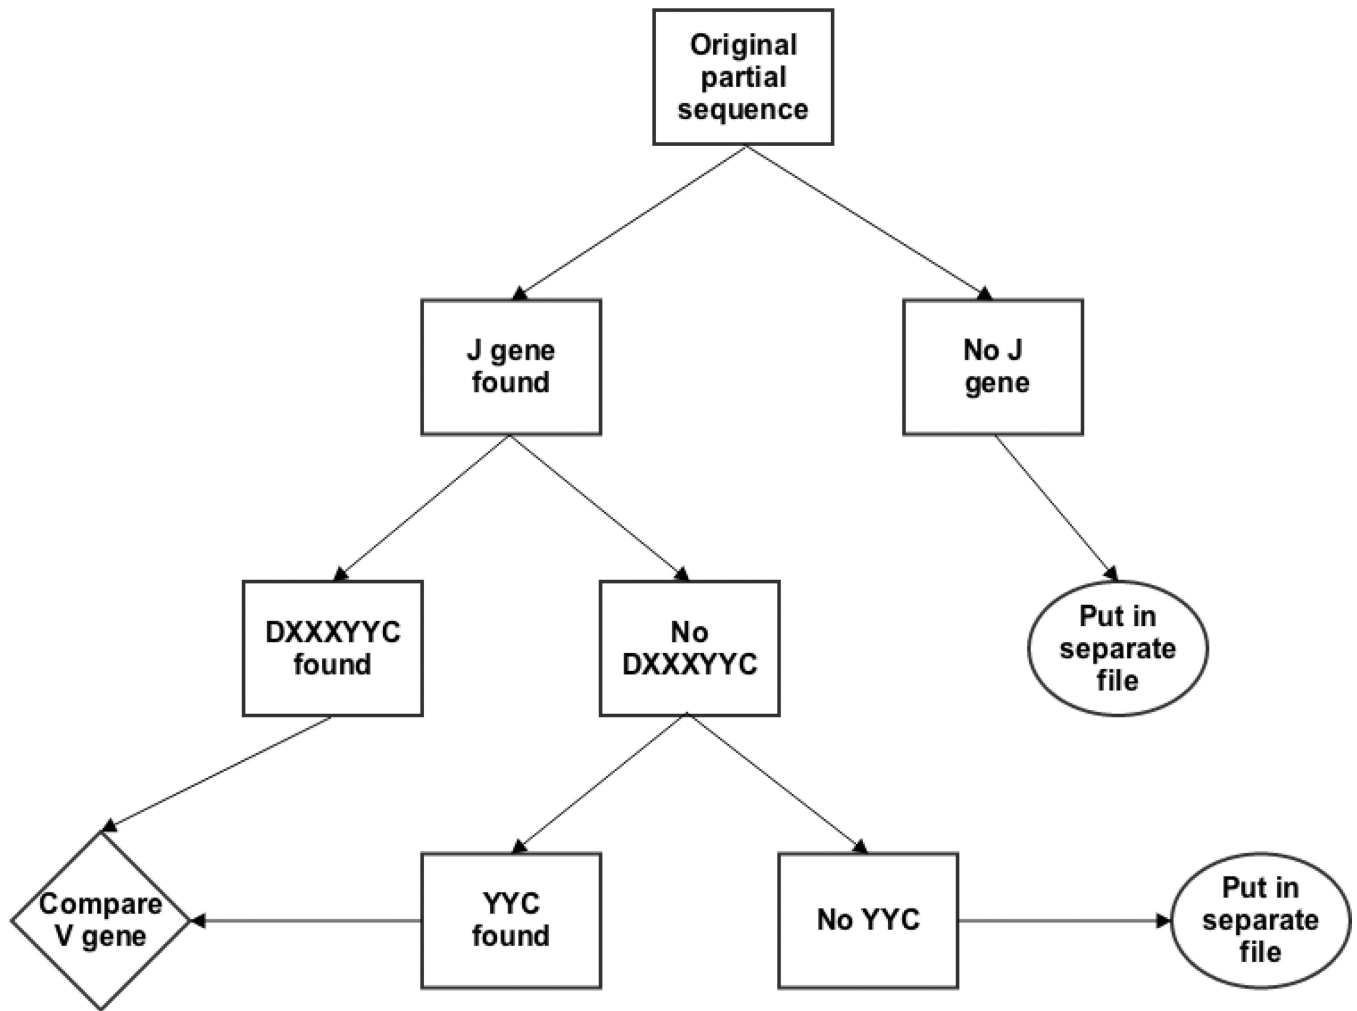 Original
partial
sequence
J gene
found
No J
gene
DXXXYYC
found
No
DXXXYYC
Put in
separate
file
Compare
V gene
YYC
found
No YYC
Put in
separate
file